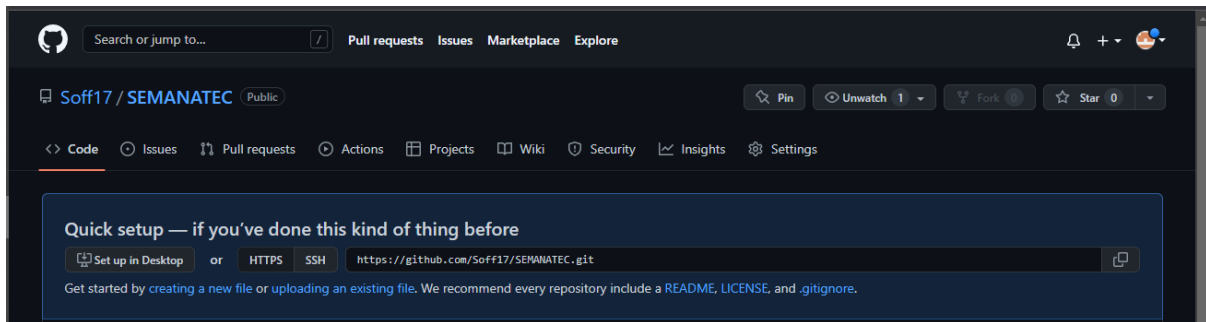 Search or jump to... / Pull requests Issues Marketplace Explore
Soff17 / SEMANATEC Public Pin Unwatch 1 Fork 0 Star 0
<> Code Issues Pull requests Actions Projects Wiki Security Insights Settings
Quick setup — if you've done this kind of thing before
Set up in Desktop or HTTPS SSH https://github.com/Soff17/SEMANATEC.git
Get started by creating a new file or uploading an existing file. We recommend every repository include a README, LICENSE, and .gitignore.